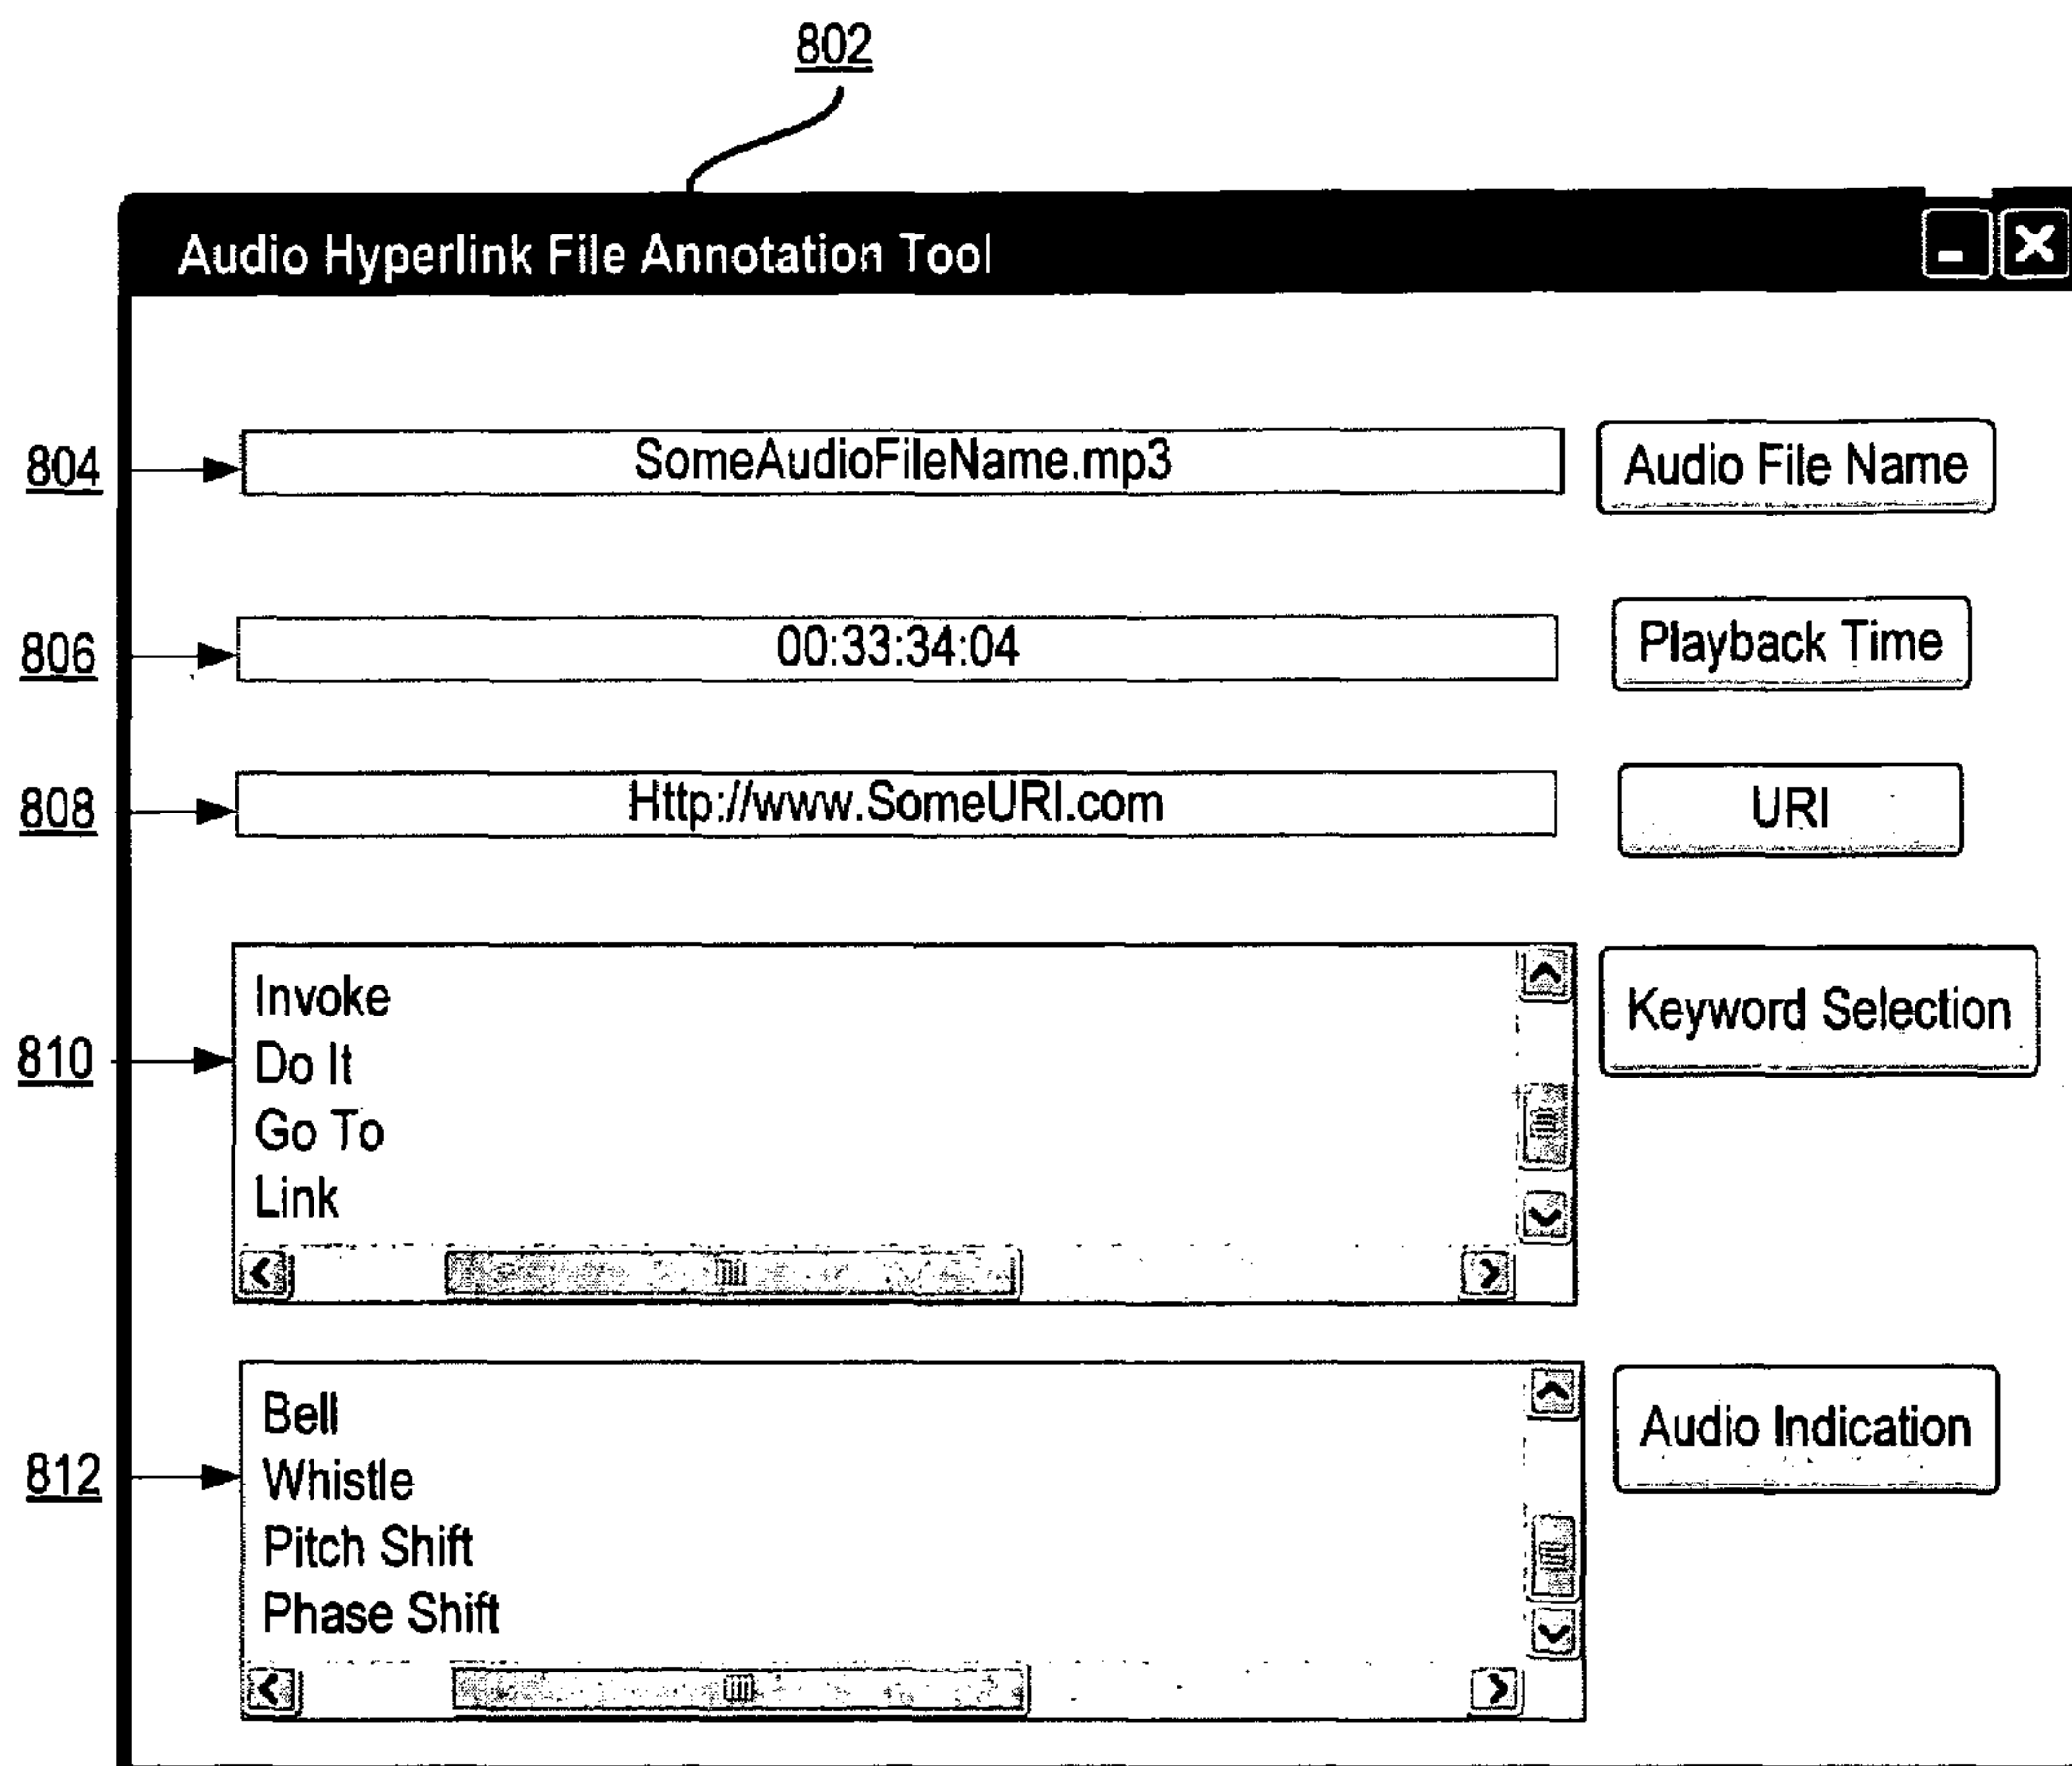 802
Audio Hyperlink File Annotation Tool
804
SomeAudioFileName.mp3
Audio File Name
806
00:33:34:04
Playback Time
808
Http://www.SomeURI.com
URI
810
Invoke
Do It
Go To
Link
Keyword Selection
812
Bell
Whistle
Pitch Shift
Phase Shift
Audio Indication